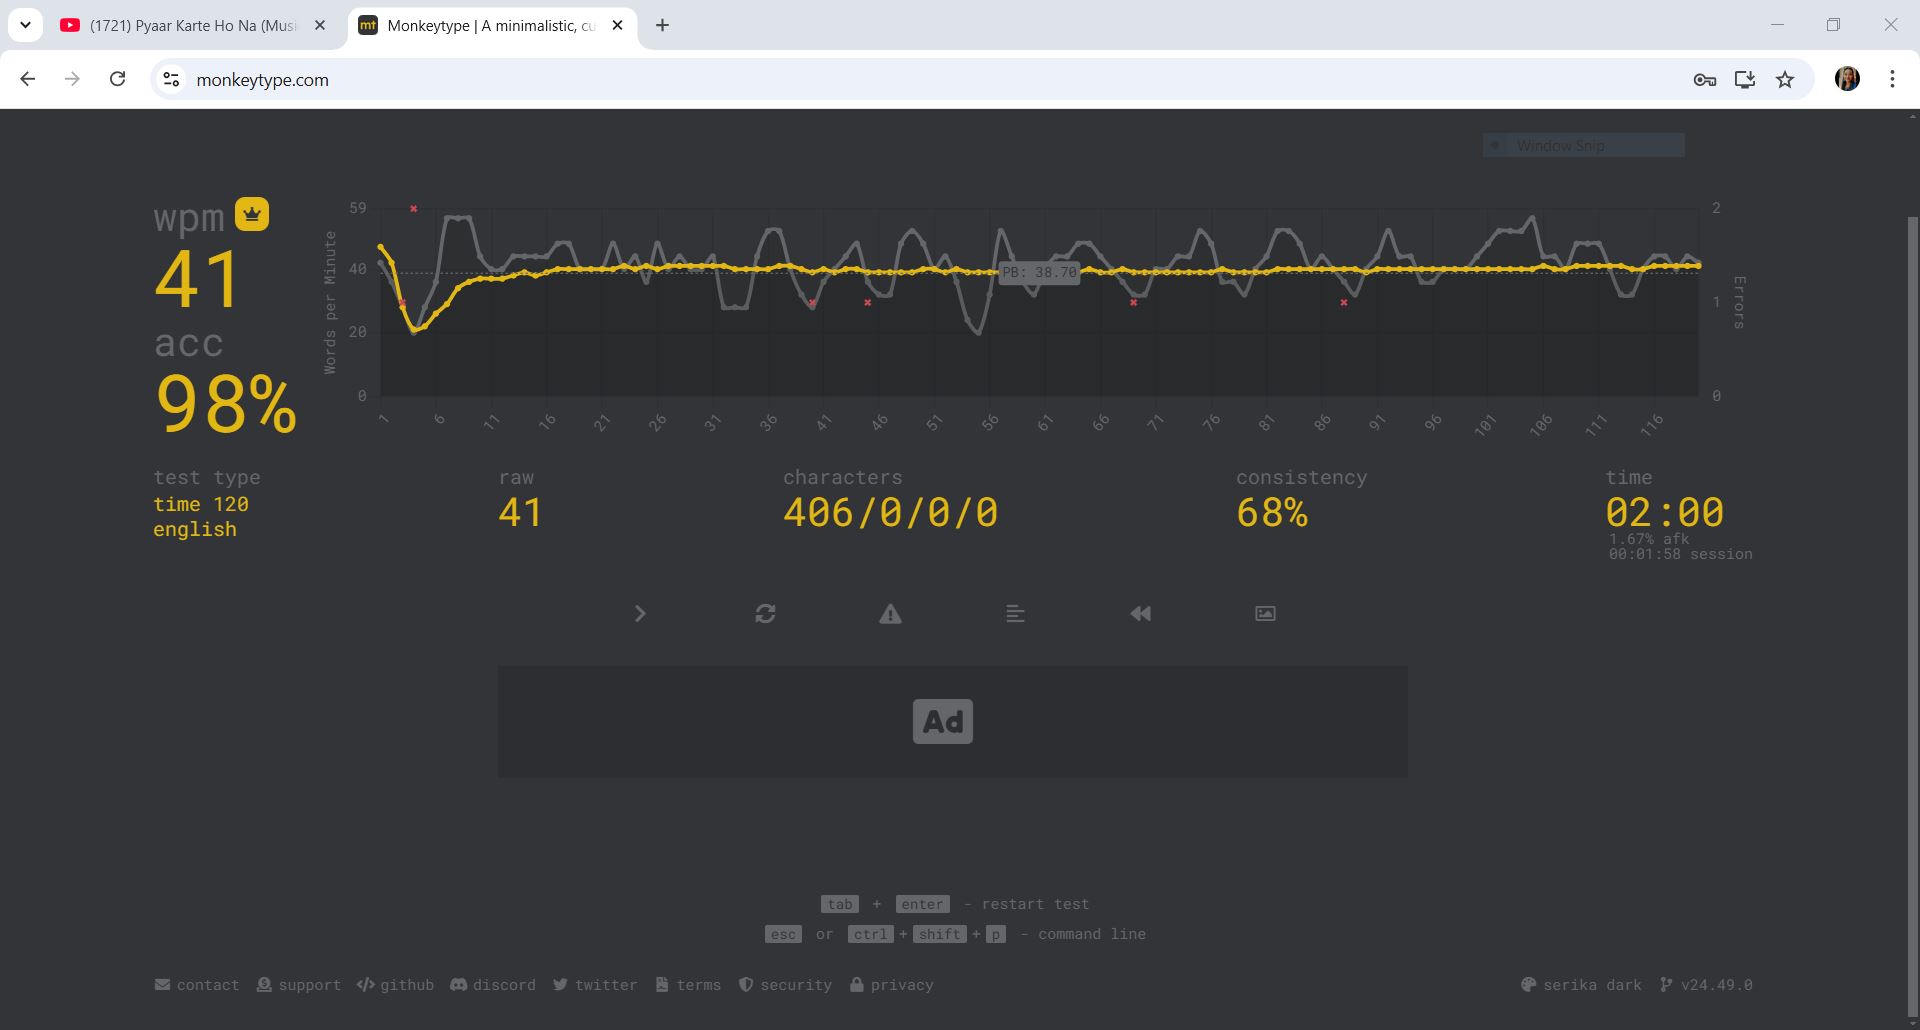 (1721) Pyaar Karte Ho Na (Musi
mt Monkeytype | A minimalistic, cu
monkeytype.com
Window Snip
wpm
41
acc
98%
59
40
20
0
Words per Minute
PB: 38.70
2
1
0
Errors
1 6 11 16 21 26 31 36 41 46 51 56 61 66 71 76 81 86 91 96 101 106 111 116
test type
time 120
english
raw
41
characters
406/0/0/0
consistency
68%
time
02:00
1.67% afk
00:01:58 session
Ad
tab + enter - restart test
esc or ctrl + shift + p - command line
contact support github discord twitter terms security privacy serika dark v24.49.0